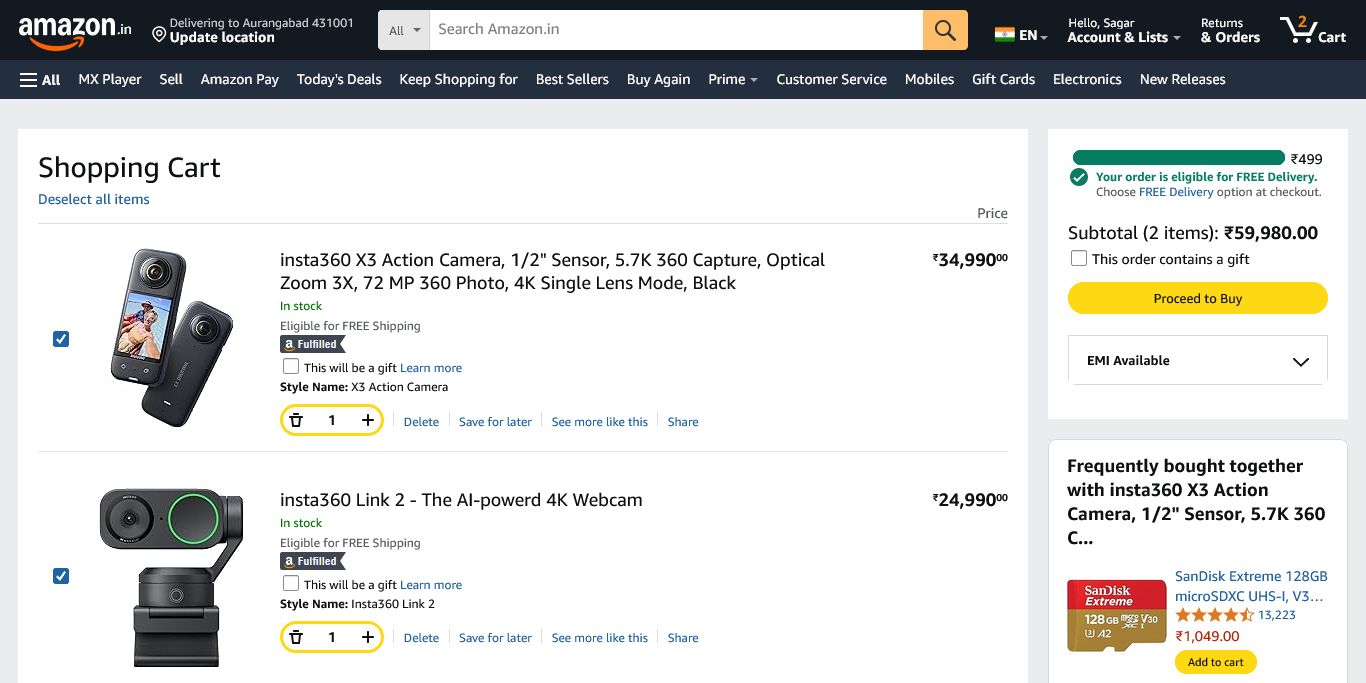 amazon.in
Delivering to Aurangabad 431001
Update location
All
Search Amazon.in
EN
Hello, Sagar
Account & Lists
Returns
& Orders
2
Cart
All
MX Player
Sell
Amazon Pay
Today's Deals
Keep Shopping for
Best Sellers
Buy Again
Prime
Customer Service
Mobiles
Gift Cards
Electronics
New Releases
Shopping Cart
Deselect all items
Price
insta360 X3 Action Camera, 1/2" Sensor, 5.7K 360 Capture, Optical
Zoom 3X, 72 MP 360 Photo, 4K Single Lens Mode, Black
₹34,99000
In stock
Eligible for FREE Shipping
a Fulfilled
This will be a gift Learn more
Style Name: X3 Action Camera
1
Delete
Save for later
See more like this
Share
insta360 Link 2 - The AI-powerd 4K Webcam
₹24,99000
In stock
Eligible for FREE Shipping
a Fulfilled
This will be a gift Learn more
Style Name: Insta360 Link 2
1
Delete
Save for later
See more like this
Share
₹499
Your order is eligible for FREE Delivery.
Choose FREE Delivery option at checkout.
Subtotal (2 items): ₹59,980.00
This order contains a gift
Proceed to Buy
EMI Available
Frequently bought together
with insta360 X3 Action
Camera, 1/2" Sensor, 5.7K 360
C...
SanDisk
Extreme
128GB
microSDXC I V30
U3 A2
SanDisk Extreme 128GB
microSDXC UHS-I, V3...
13,223
₹1,049.00
Add to cart